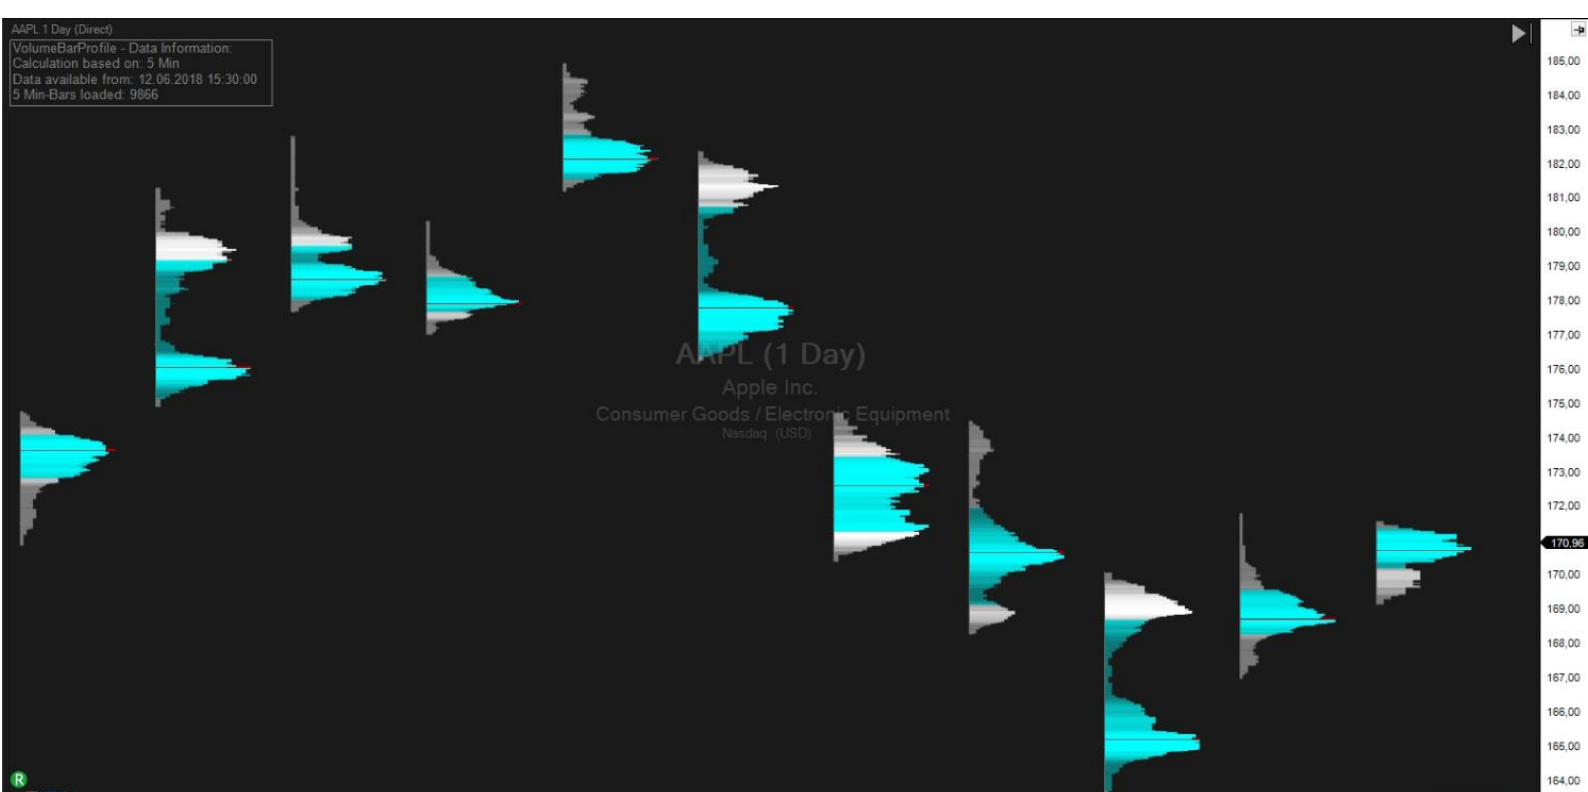 AAPL 1 Day (Direct)
VolumeBarProfile - Data Information:
Calculation based on: 5 Min
Data available from: 12.06.2018 15:30:00
5 Min-Bars loaded: 9866
AAPL (1 Day)
Apple Inc.
Consumer Goods / Electronic Equipment
Nasdaq (USD)
185,00
184,00
183,00
182,00
181,00
180,00
179,00
178,00
177,00
176,00
175,00
174,00
173,00
172,00
170,96
170,00
169,00
168,00
167,00
166,00
165,00
164,00
R